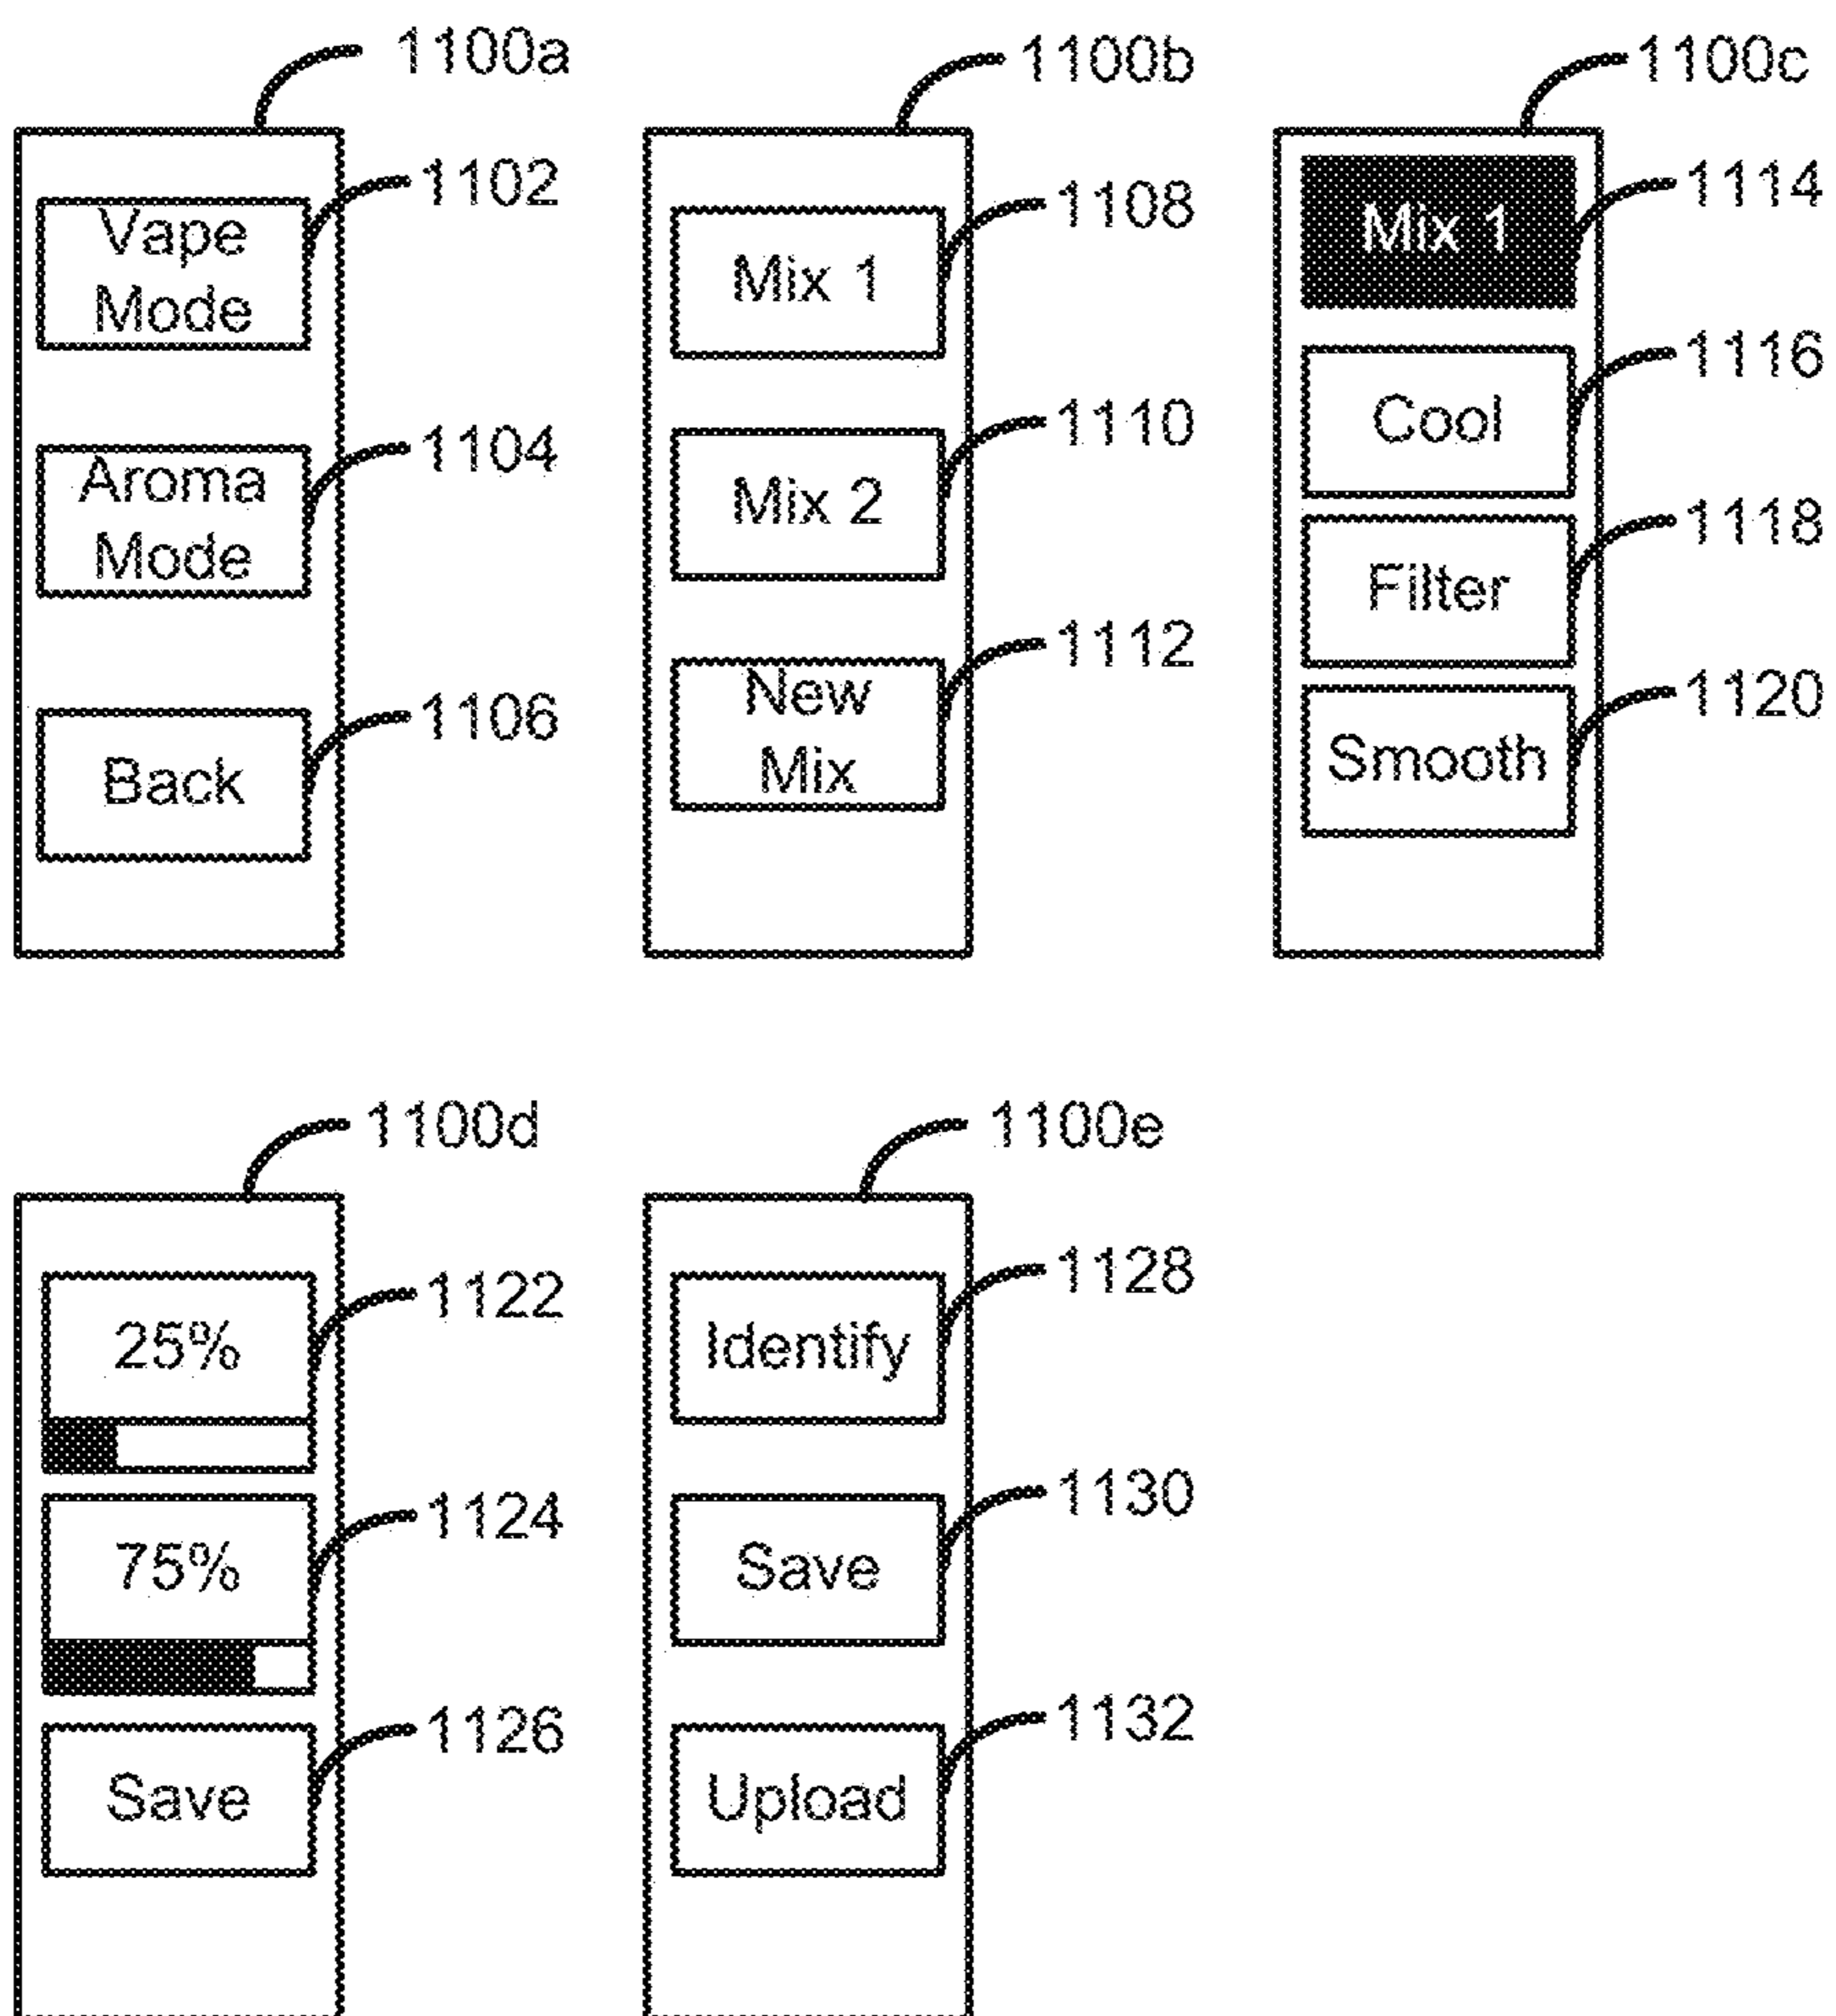 1100a
1102
Vape
Mode
1104
Aroma
Mode
1106
Back
1100b
1108
Mix 1
1110
Mix 2
1112
New
Mix
1100c
1114
Mix 1
1116
Cool
1118
Filter
1120
Smooth
1100d
1122
25%
1124
75%
1126
Save
1100e
1128
Identify
1130
Save
1132
Upload